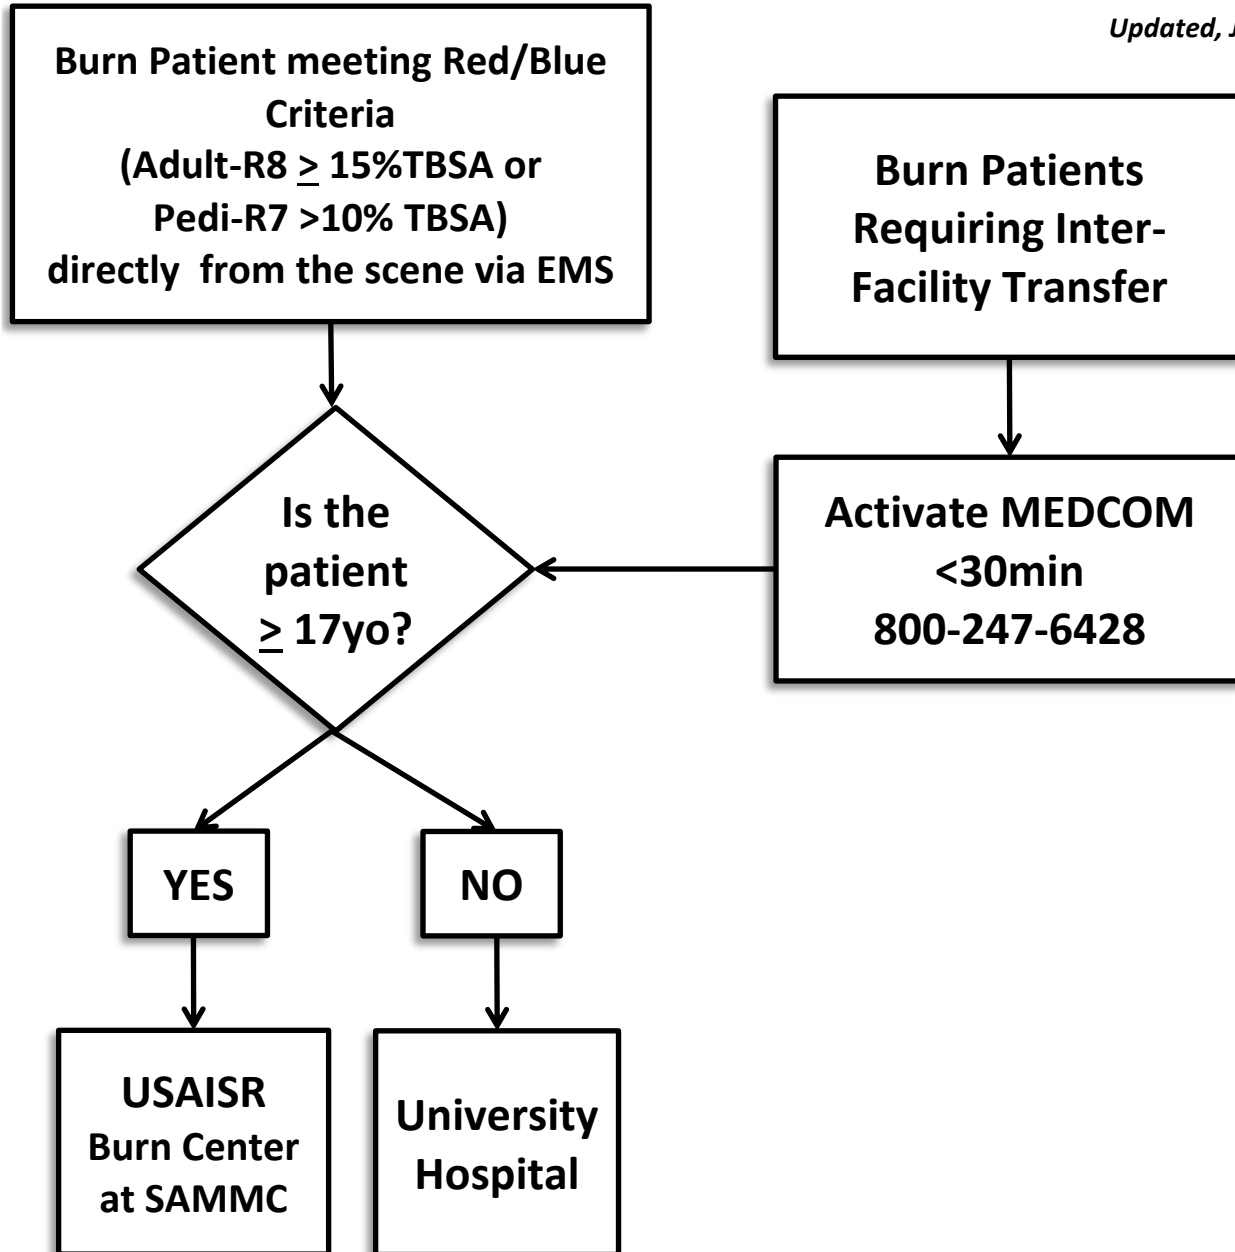 Updated, J
Burn Patient meeting Red/Blue
Criteria
(Adult-R8 ≥ 15%TBSA or
Pedi-R7 >10% TBSA)
directly from the scene via EMS
Burn Patients
Requiring Inter-
Facility Transfer
Is the
patient
≥ 17yo?
Activate MEDCOM
<30min
800-247-6428
YES
NO
USAISR
Burn Center
at SAMMC
University
Hospital